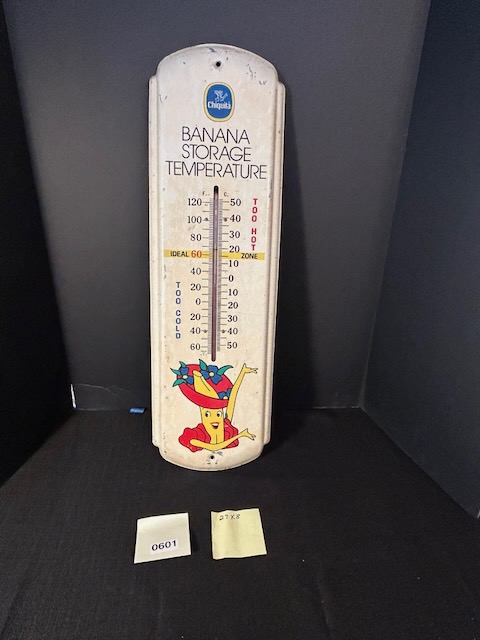 Chiquita
BANANA
STORAGE
TEMPERATURE
F. C.
120 50
100 40
80 30
20
IDEAL 60 ZONE
10
40 0
20 10
0 20
20 30
40 40
60 50
TOO HOT
TOO COLD
0601
27x8